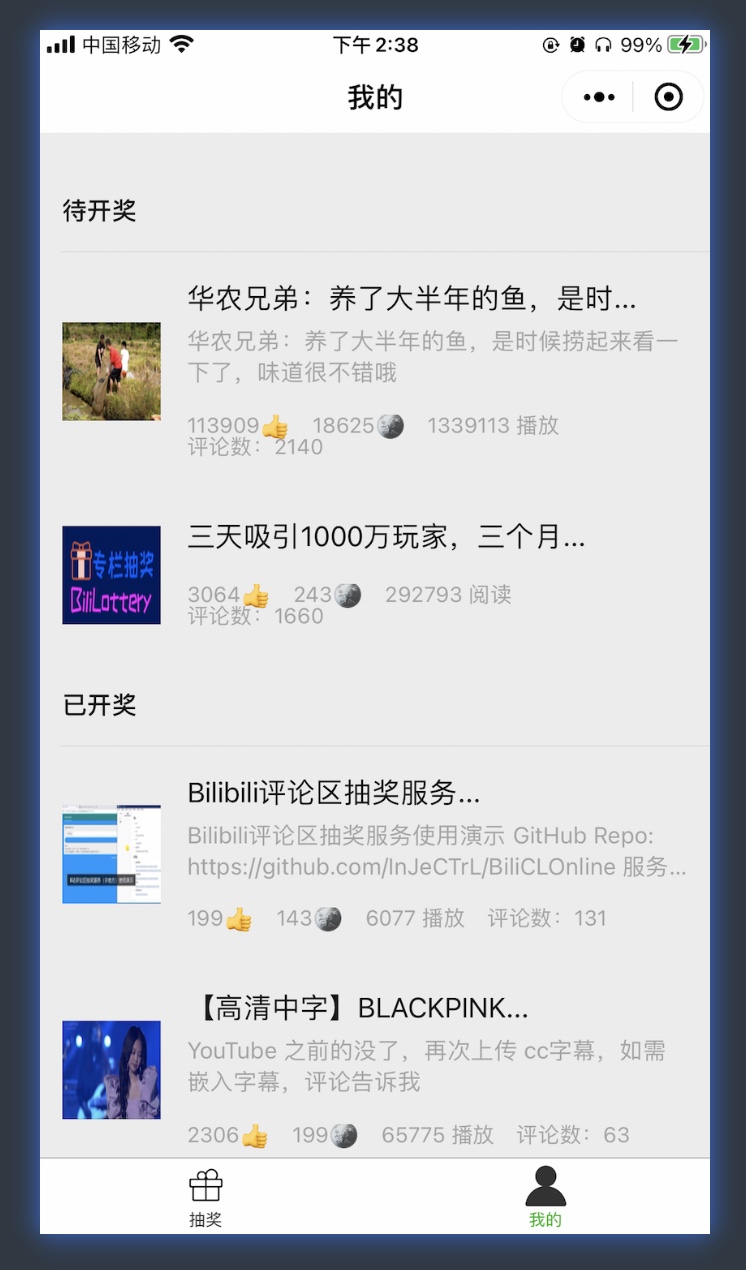 中国移动
下午 2:38
99%
我的
待开奖
华农兄弟：养了大半年的鱼，是时...
华农兄弟：养了大半年的鱼，是时候捞起来看一
下了，味道很不错哦
113909👍 18625🌚 1339113 播放
评论数：2140
三天吸引1000万玩家，三个月...
专栏抽奖
BiliLottery
3064👍 243🌚 292793 阅读
评论数：1660
已开奖
Bilibili评论区抽奖服务...
Bilibili评论区抽奖服务使用演示 GitHub Repo:
https://github.com/InJeCTrL/BiliCLOnline 服务...
199👍 143🌚 6077 播放 评论数：131
【高清中字】BLACKPINK...
YouTube 之前的没了，再次上传 cc字幕，如需
嵌入字幕，评论告诉我
2306👍 199🌚 65775 播放 评论数：63
抽奖
我的